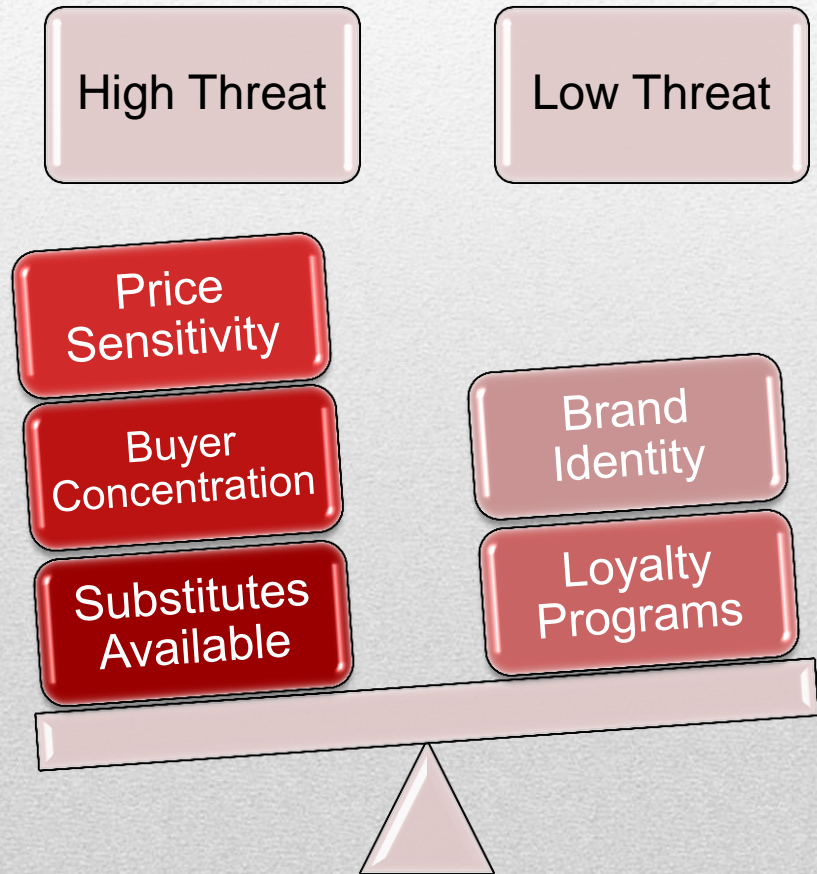 High Threat
Low Threat
Price
Sensitivity
Buyer
Concentration
Substitutes
Available
Brand
Identity
Loyalty
Programs